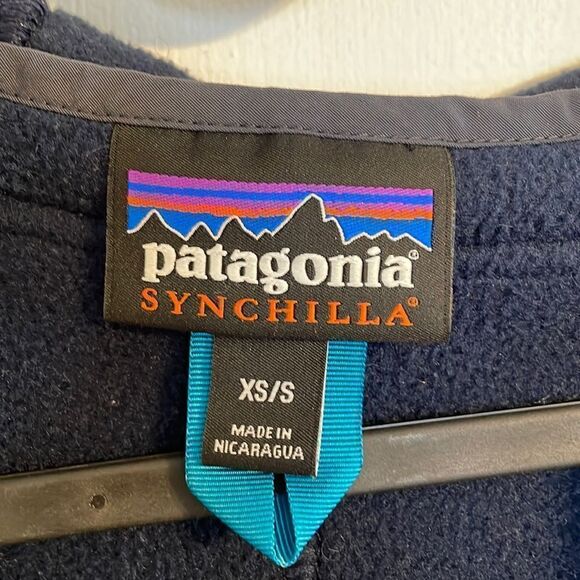 patagonia®
SYNCHILLA®
XS/S
MADE IN
NICARAGUA